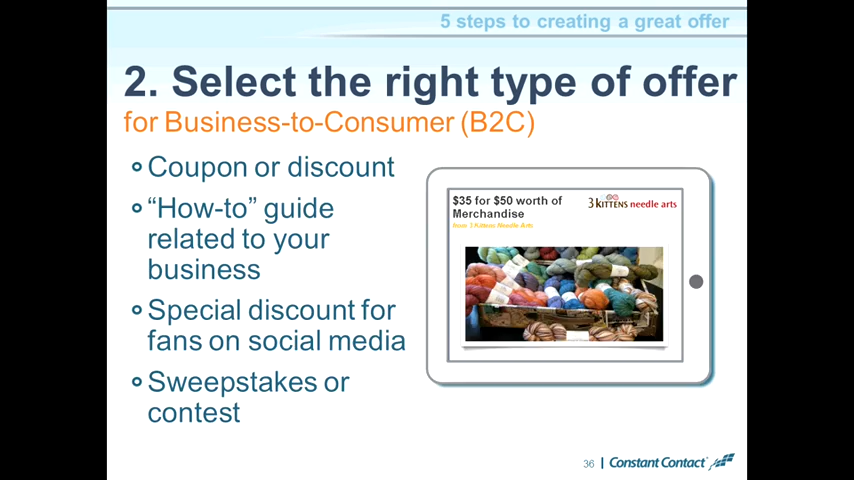 5 steps to creating a great offer
2. Select the right type of offer
for Business-to-Consumer (B2C)
Coupon or discount
“How-to” guide
related to your
business
Special discount for
fans on social media
Sweepstakes or
contest
$35 for $50 worth of
Merchandise
from 3 Kittens Needle Arts
3 KITTENS needle arts
36 | Constant Contact